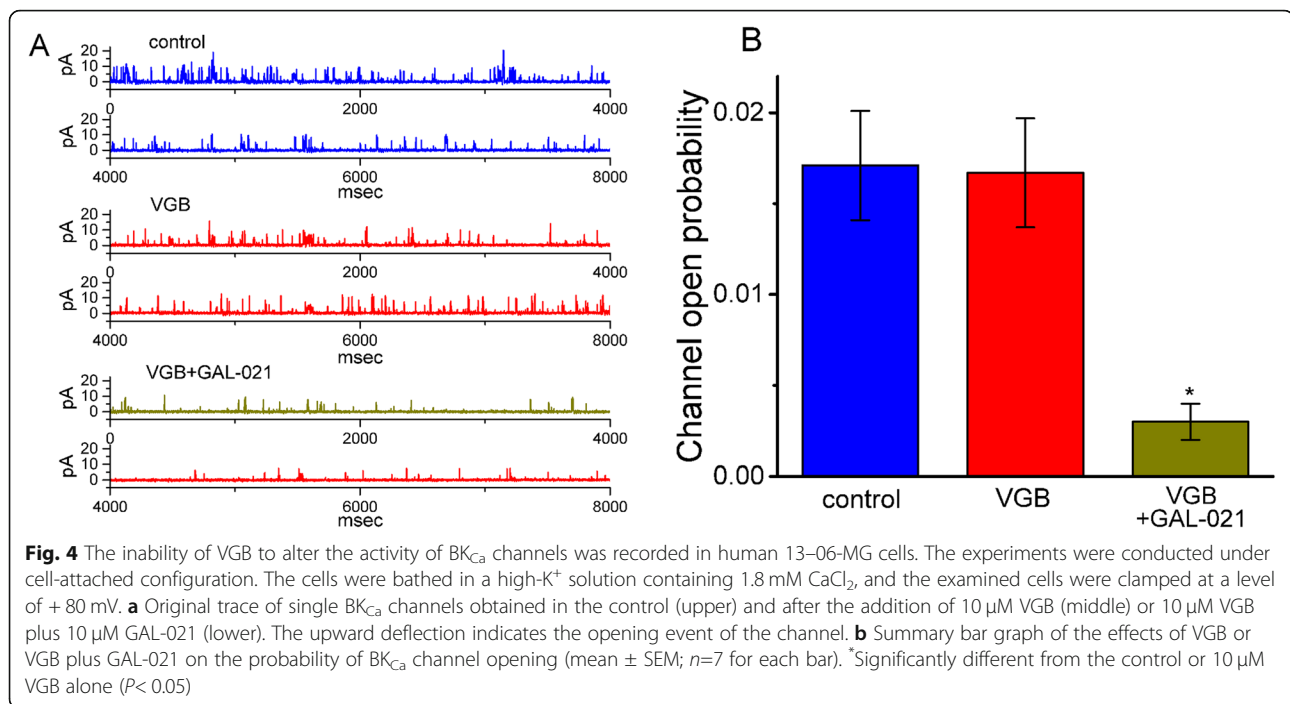 A
control
pA
20
10
0
0
2000
4000
pA
20
10
0
4000
6000
8000
msec
VGB
pA
20
10
0
0
2000
4000
pA
20
10
0
4000
6000
8000
msec
VGB+GAL-021
pA
20
10
0
0
2000
4000
pA
20
10
0
4000
6000
8000
msec
B
Channel open probability
0.02
0.01
0.00
*
control
VGB
VGB
+GAL-021
Fig. 4 The inability of VGB to alter the activity of BKCa channels was recorded in human 13–06-MG cells. The experiments were conducted under
cell-attached configuration. The cells were bathed in a high-K+ solution containing 1.8 mM CaCl2, and the examined cells were clamped at a level
of + 80 mV. a Original trace of single BKCa channels obtained in the control (upper) and after the addition of 10 μM VGB (middle) or 10 μM VGB
plus 10 μM GAL-021 (lower). The upward deflection indicates the opening event of the channel. b Summary bar graph of the effects of VGB or
VGB plus GAL-021 on the probability of BKCa channel opening (mean ± SEM; n=7 for each bar). *Significantly different from the control or 10 μM
VGB alone (P< 0.05)